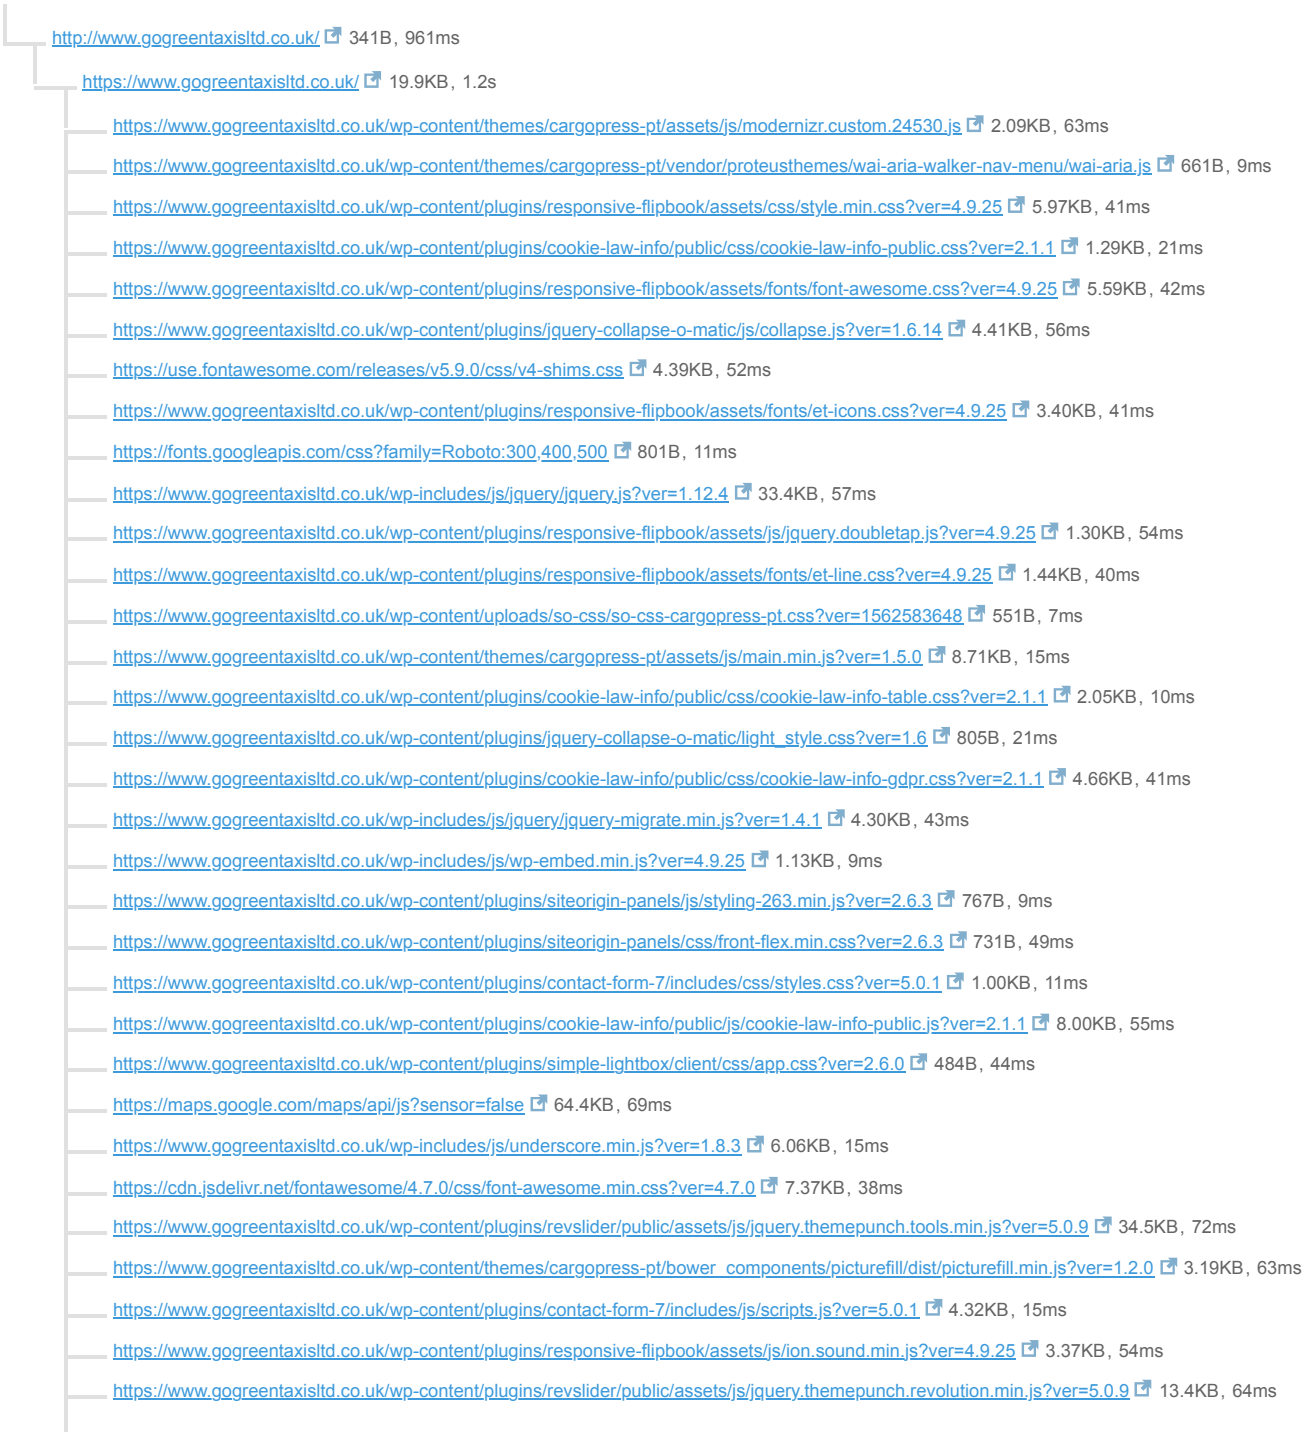 http://www.gogreentaxisltd.co.uk/ 341B, 961ms
https://www.gogreentaxisltd.co.uk/ 19.9KB, 1.2s
https://www.gogreentaxisltd.co.uk/wp-content/themes/cargopress-pt/assets/js/modernizr.custom.24530.js 2.09KB, 63ms
https://www.gogreentaxisltd.co.uk/wp-content/themes/cargopress-pt/vendor/proteusthemes/wai-aria-walker-nav-menu/wai-aria.js 661B, 9ms
https://www.gogreentaxisltd.co.uk/wp-content/plugins/responsive-flipbook/assets/css/style.min.css?ver=4.9.25 5.97KB, 41ms
https://www.gogreentaxisltd.co.uk/wp-content/plugins/cookie-law-info/public/css/cookie-law-info-public.css?ver=2.1.1 1.29KB, 21ms
https://www.gogreentaxisltd.co.uk/wp-content/plugins/responsive-flipbook/assets/fonts/font-awesome.css?ver=4.9.25 5.59KB, 42ms
https://www.gogreentaxisltd.co.uk/wp-content/plugins/jquery-collapse-o-matic/js/collapse.js?ver=1.6.14 4.41KB, 56ms
https://use.fontawesome.com/releases/v5.9.0/css/v4-shims.css 4.39KB, 52ms
https://www.gogreentaxisltd.co.uk/wp-content/plugins/responsive-flipbook/assets/fonts/et-icons.css?ver=4.9.25 3.40KB, 41ms
https://fonts.googleapis.com/css?family=Roboto:300,400,500 801B, 11ms
https://www.gogreentaxisltd.co.uk/wp-includes/js/jquery/jquery.js?ver=1.12.4 33.4KB, 57ms
https://www.gogreentaxisltd.co.uk/wp-content/plugins/responsive-flipbook/assets/js/jquery.doubletap.js?ver=4.9.25 1.30KB, 54ms
https://www.gogreentaxisltd.co.uk/wp-content/plugins/responsive-flipbook/assets/fonts/et-line.css?ver=4.9.25 1.44KB, 40ms
https://www.gogreentaxisltd.co.uk/wp-content/uploads/so-css/so-css-cargopress-pt.css?ver=1562583648 551B, 7ms
https://www.gogreentaxisltd.co.uk/wp-content/themes/cargopress-pt/assets/js/main.min.js?ver=1.5.0 8.71KB, 15ms
https://www.gogreentaxisltd.co.uk/wp-content/plugins/cookie-law-info/public/css/cookie-law-info-table.css?ver=2.1.1 2.05KB, 10ms
https://www.gogreentaxisltd.co.uk/wp-content/plugins/jquery-collapse-o-matic/light_style.css?ver=1.6 805B, 21ms
https://www.gogreentaxisltd.co.uk/wp-content/plugins/cookie-law-info/public/css/cookie-law-info-gdpr.css?ver=2.1.1 4.66KB, 41ms
https://www.gogreentaxisltd.co.uk/wp-includes/js/jquery/jquery-migrate.min.js?ver=1.4.1 4.30KB, 43ms
https://www.gogreentaxisltd.co.uk/wp-includes/js/wp-embed.min.js?ver=4.9.25 1.13KB, 9ms
https://www.gogreentaxisltd.co.uk/wp-content/plugins/siteorigin-panels/js/styling-263.min.js?ver=2.6.3 767B, 9ms
https://www.gogreentaxisltd.co.uk/wp-content/plugins/siteorigin-panels/css/front-flex.min.css?ver=2.6.3 731B, 49ms
https://www.gogreentaxisltd.co.uk/wp-content/plugins/contact-form-7/includes/css/styles.css?ver=5.0.1 1.00KB, 11ms
https://www.gogreentaxisltd.co.uk/wp-content/plugins/cookie-law-info/public/js/cookie-law-info-public.js?ver=2.1.1 8.00KB, 55ms
https://www.gogreentaxisltd.co.uk/wp-content/plugins/simple-lightbox/client/css/app.css?ver=2.6.0 484B, 44ms
https://maps.google.com/maps/api/js?sensor=false 64.4KB, 69ms
https://www.gogreentaxisltd.co.uk/wp-includes/js/underscore.min.js?ver=1.8.3 6.06KB, 15ms
https://cdn.jsdelivr.net/fontawesome/4.7.0/css/font-awesome.min.css?ver=4.7.0 7.37KB, 38ms
https://www.gogreentaxisltd.co.uk/wp-content/plugins/revslider/public/assets/js/jquery.themepunch.tools.min.js?ver=5.0.9 34.5KB, 72ms
https://www.gogreentaxisltd.co.uk/wp-content/themes/cargopress-pt/bower_components/picturefill/dist/picturefill.min.js?ver=1.2.0 3.19KB, 63ms
https://www.gogreentaxisltd.co.uk/wp-content/plugins/contact-form-7/includes/js/scripts.js?ver=5.0.1 4.32KB, 15ms
https://www.gogreentaxisltd.co.uk/wp-content/plugins/responsive-flipbook/assets/js/ion.sound.min.js?ver=4.9.25 3.37KB, 54ms
https://www.gogreentaxisltd.co.uk/wp-content/plugins/revslider/public/assets/js/jquery.themepunch.revolution.min.js?ver=5.0.9 13.4KB, 64ms